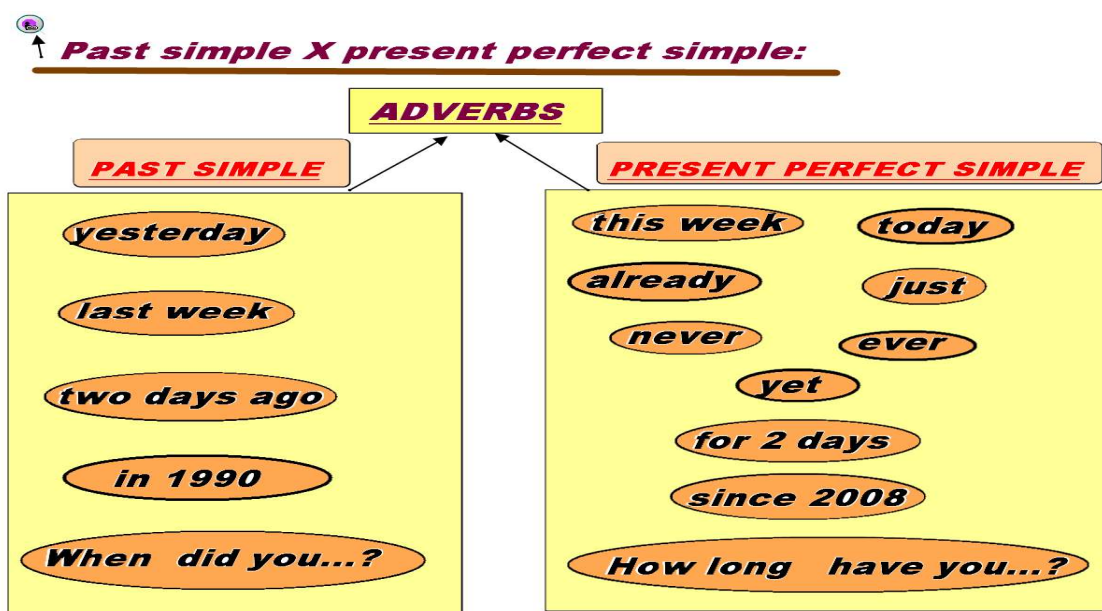 Past simple X present perfect simple:
ADVERBS
PAST SIMPLE
yesterday
last week
two days ago
in 1990
When did you...?
PRESENT PERFECT SIMPLE
this week
today
already
just
never
ever
yet
for 2 days
since 2008
How long have you...?